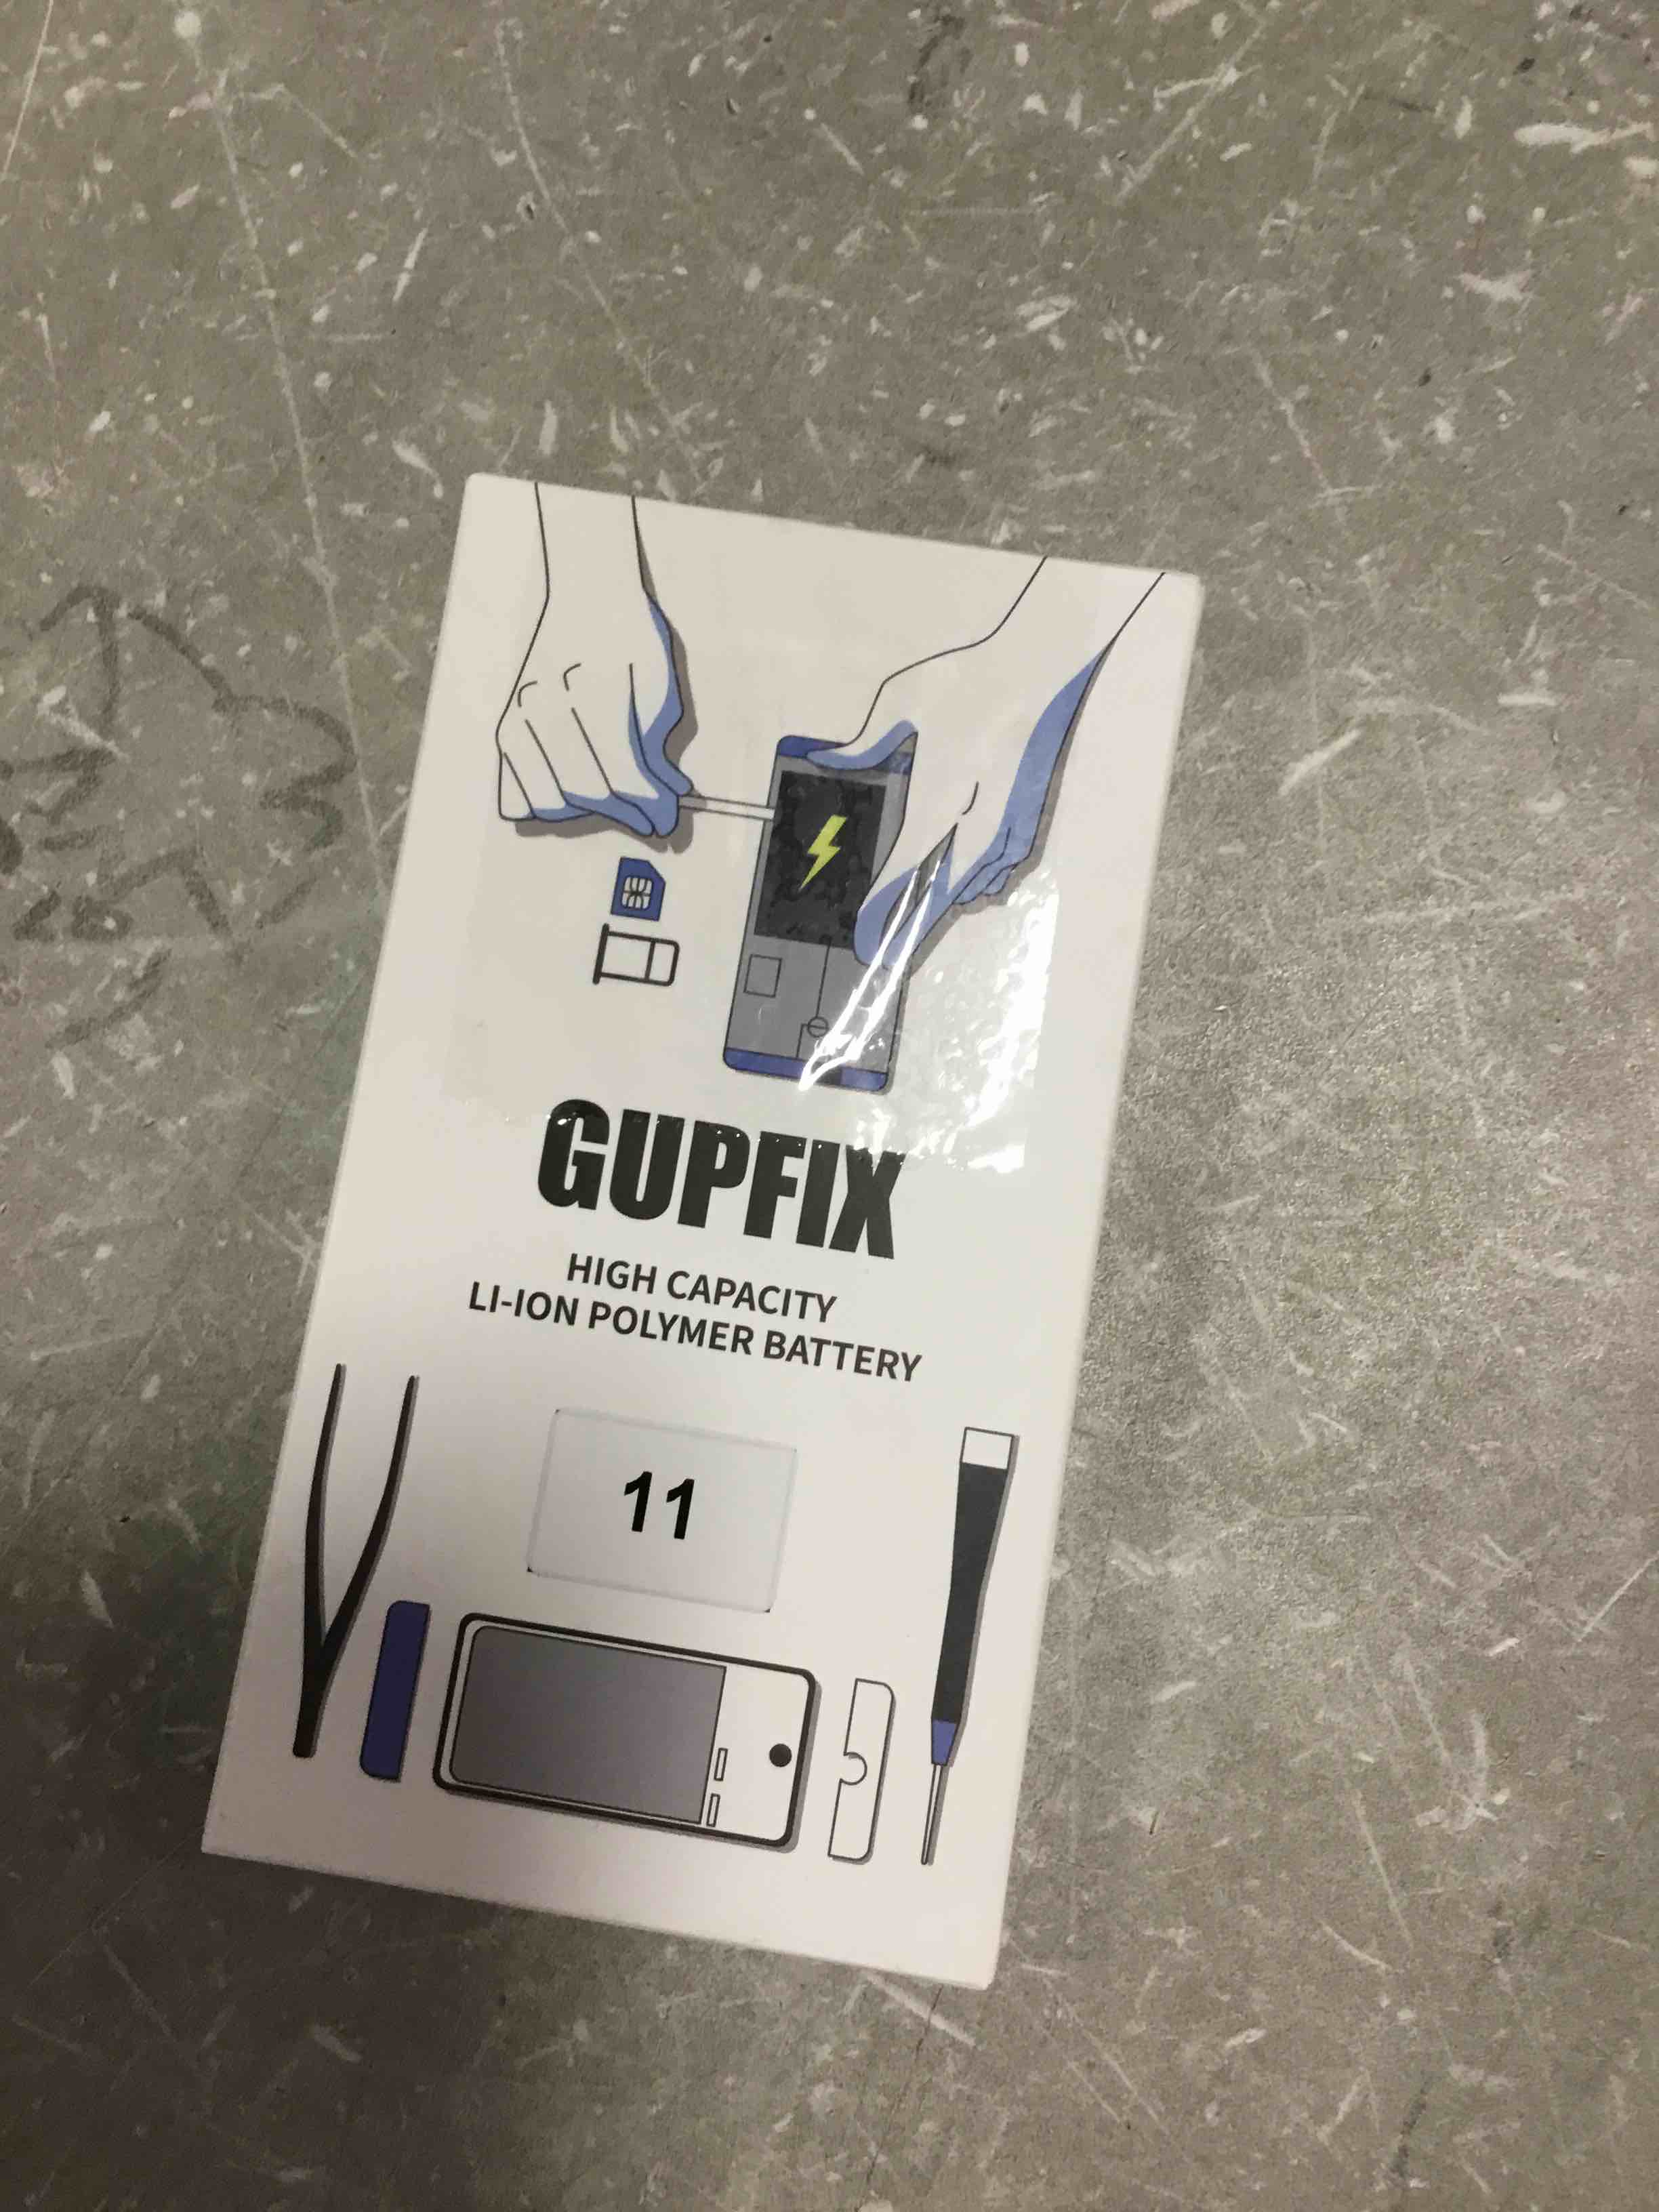 GUPFIX
HIGH CAPACITY
LI-ION POLYMER BATTERY
11